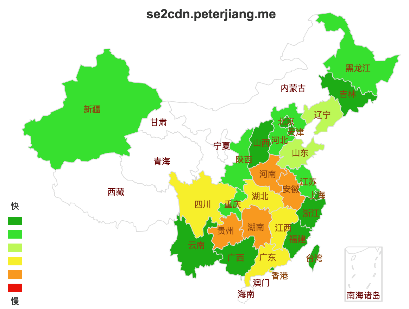 se2cdn.peterjiang.me
黑龙江
内蒙古
吉林
新疆
辽宁
甘肃
北京
天津
宁夏
山西
河北
青海
陕西
山东
河南
西藏
江苏
安徽
四川
湖北
上海
重庆
浙江
湖南
江西
贵州
福建
云南
广西
广东
台湾
香港
澳门
海南
南海诸岛
快
慢